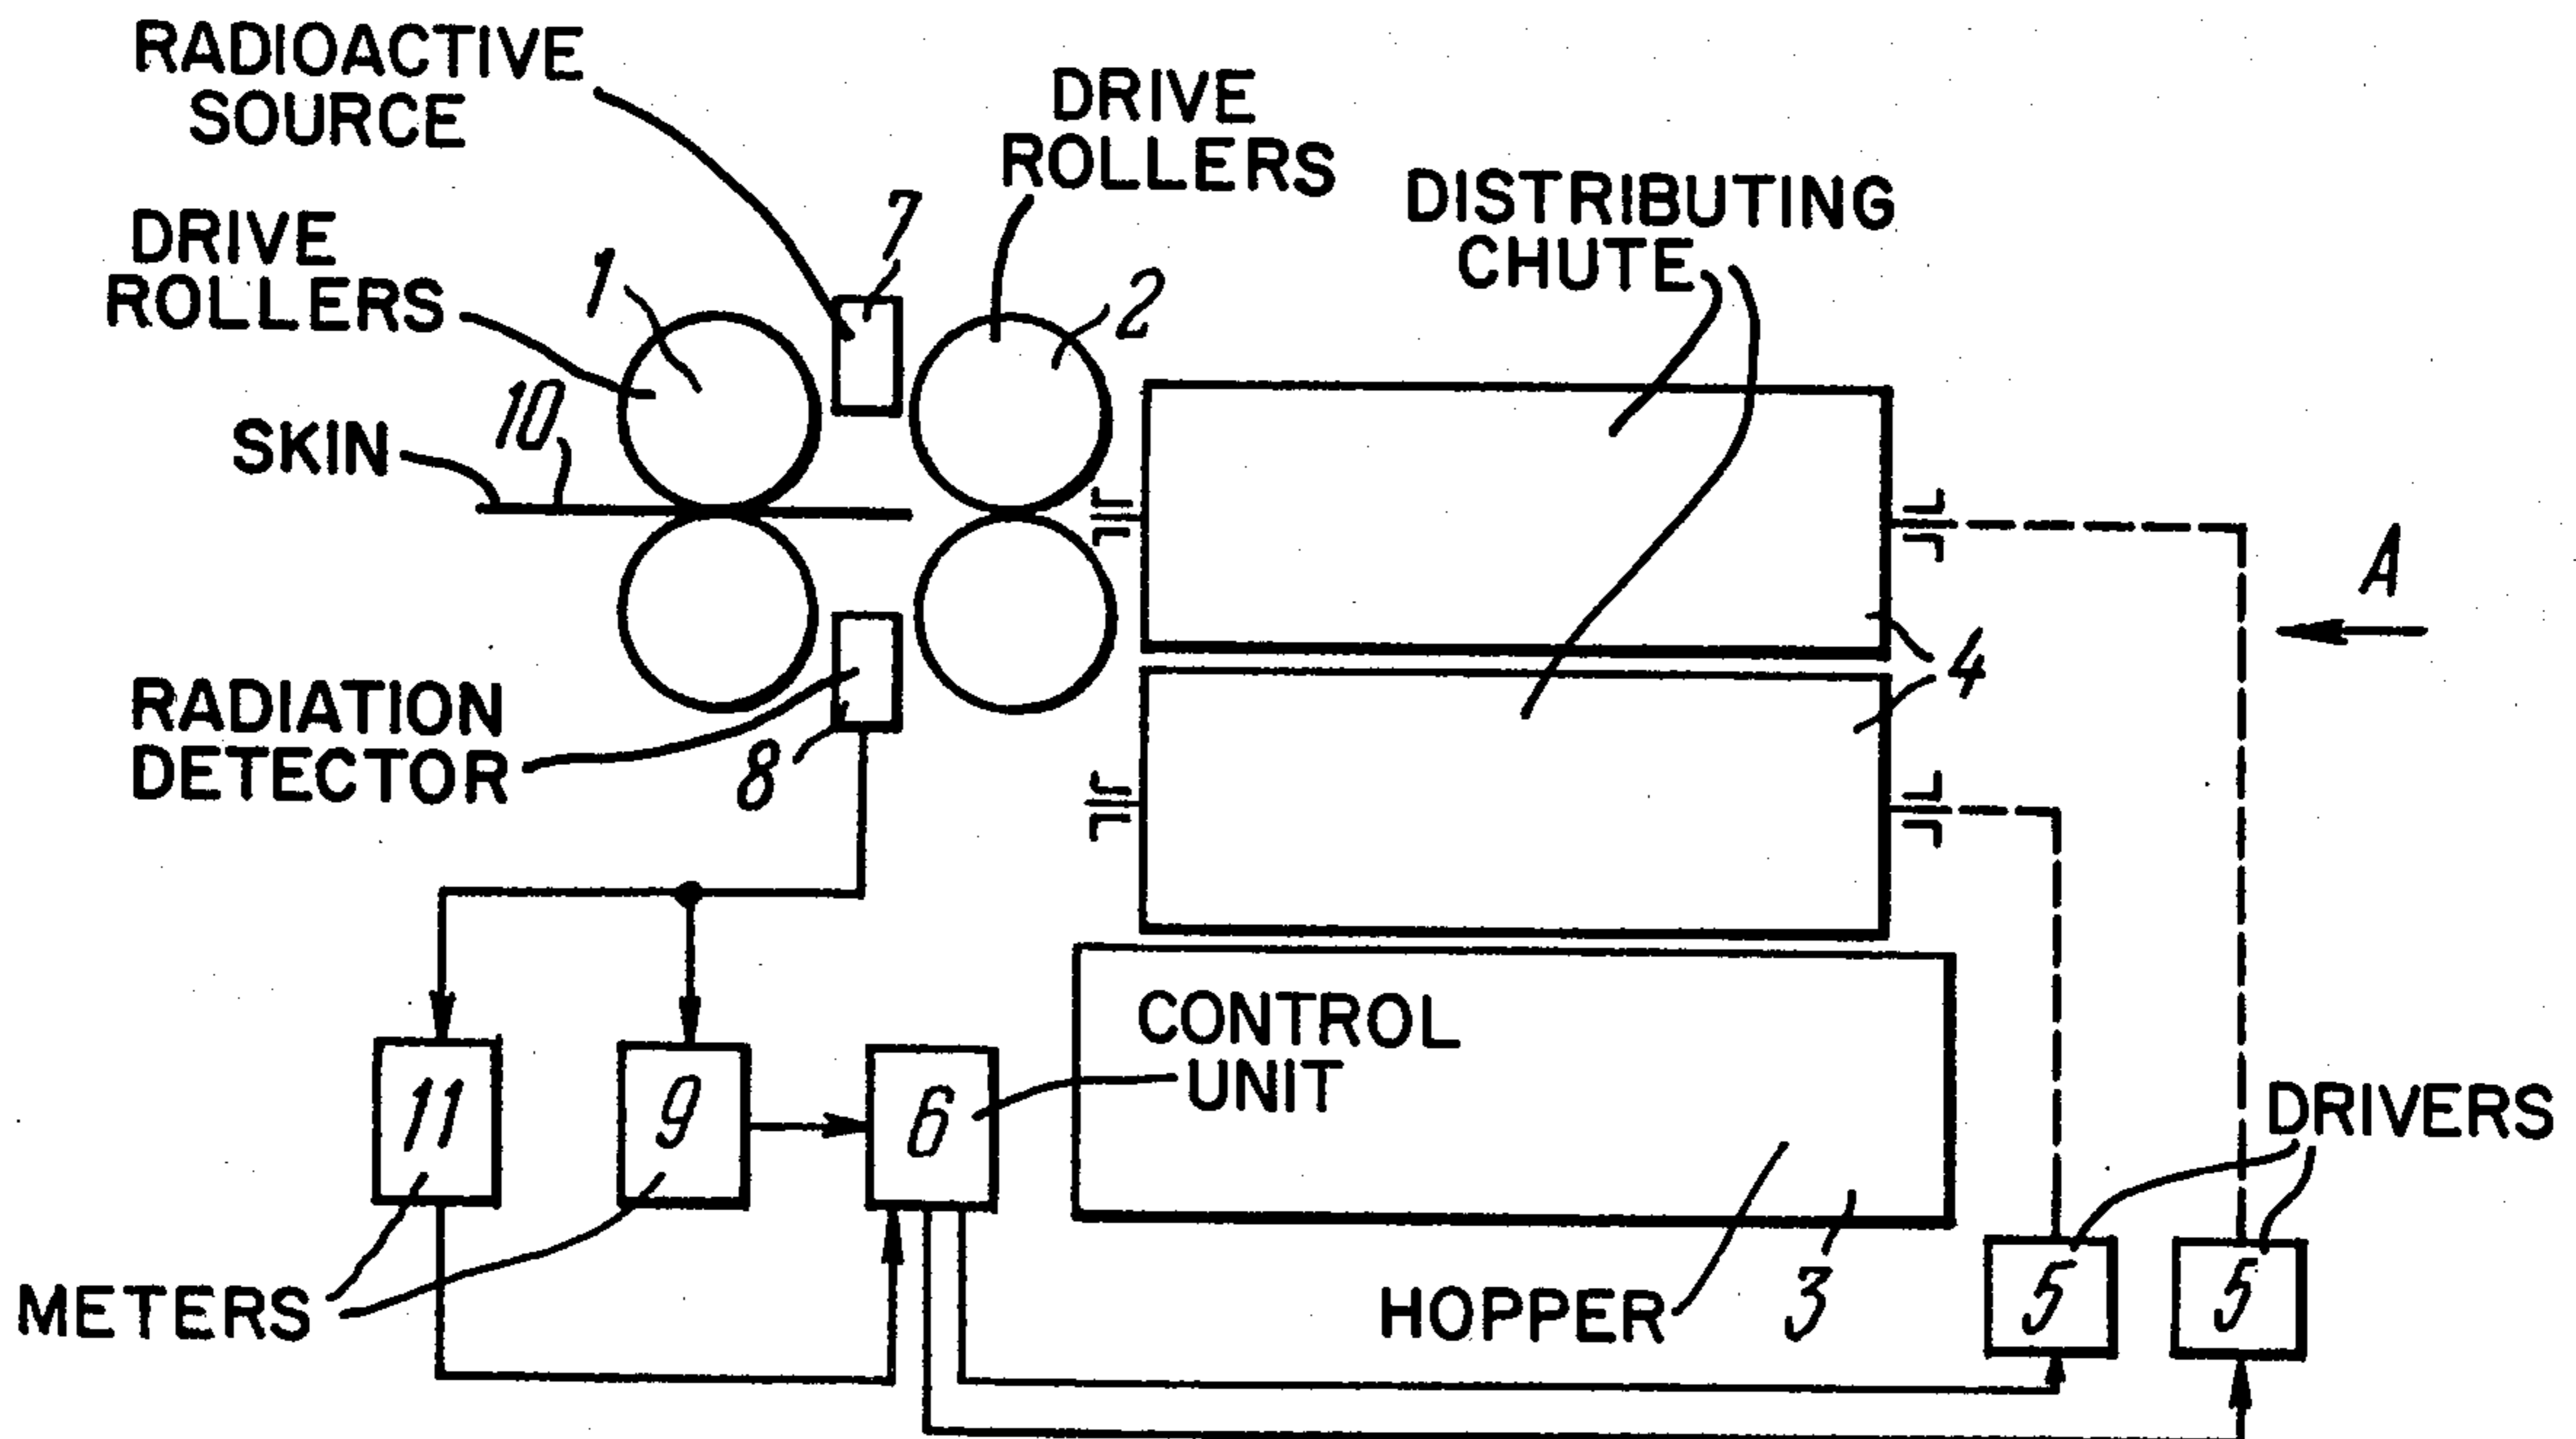 RADIOACTIVE
SOURCE
DRIVE
ROLLERS
7
DISTRIBUTING
CHUTE
DRIVE
ROLLERS
1
2
10
SKIN
A
4
RADIATION
DETECTOR
8
CONTROL
UNIT
11
9
6
DRIVERS
METERS
HOPPER
3
5
5